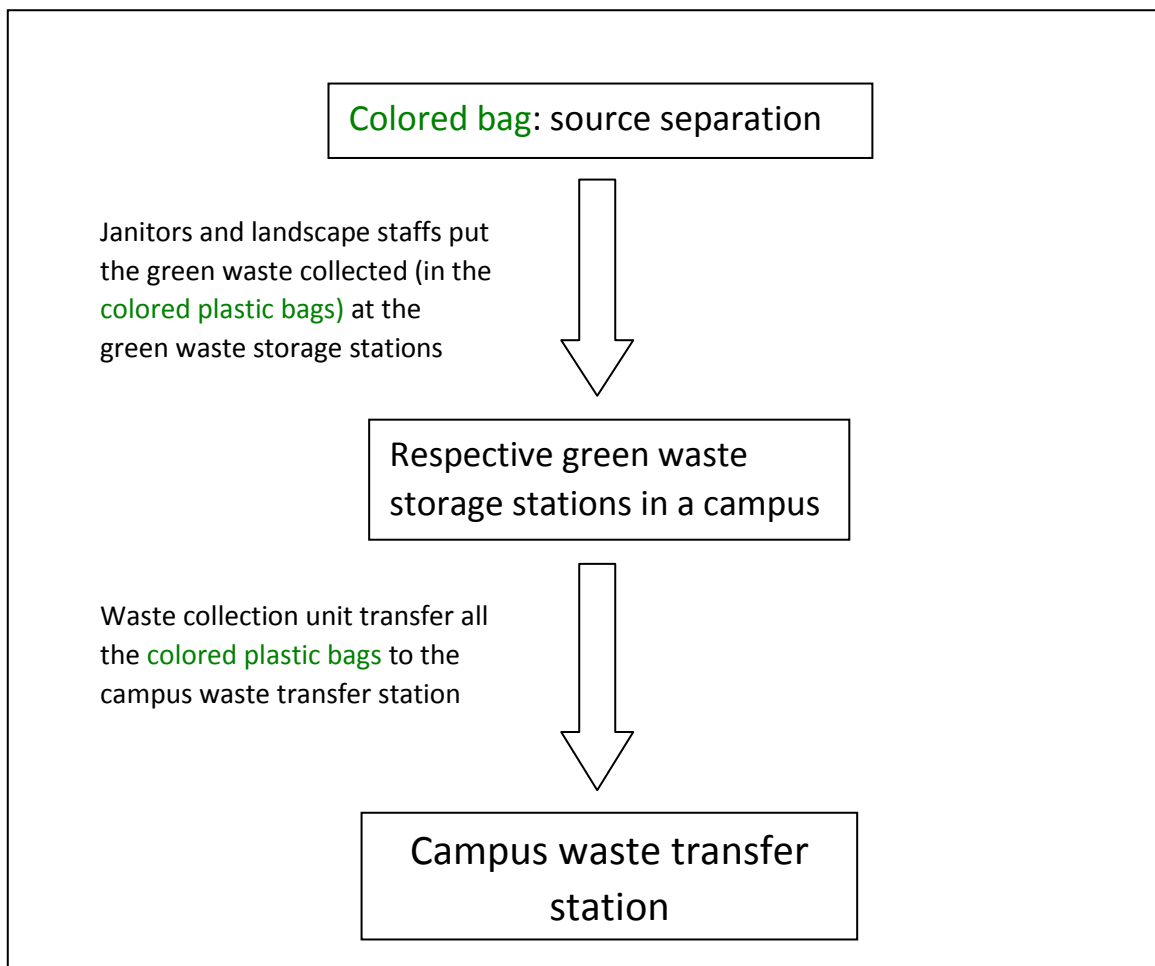 Colored bag: source separation
Janitors and landscape staffs put
the green waste collected (in the
colored plastic bags) at the
green waste storage stations
Respective green waste
storage stations in a campus
Waste collection unit transfer all
the colored plastic bags to the
campus waste transfer station
Campus waste transfer
station